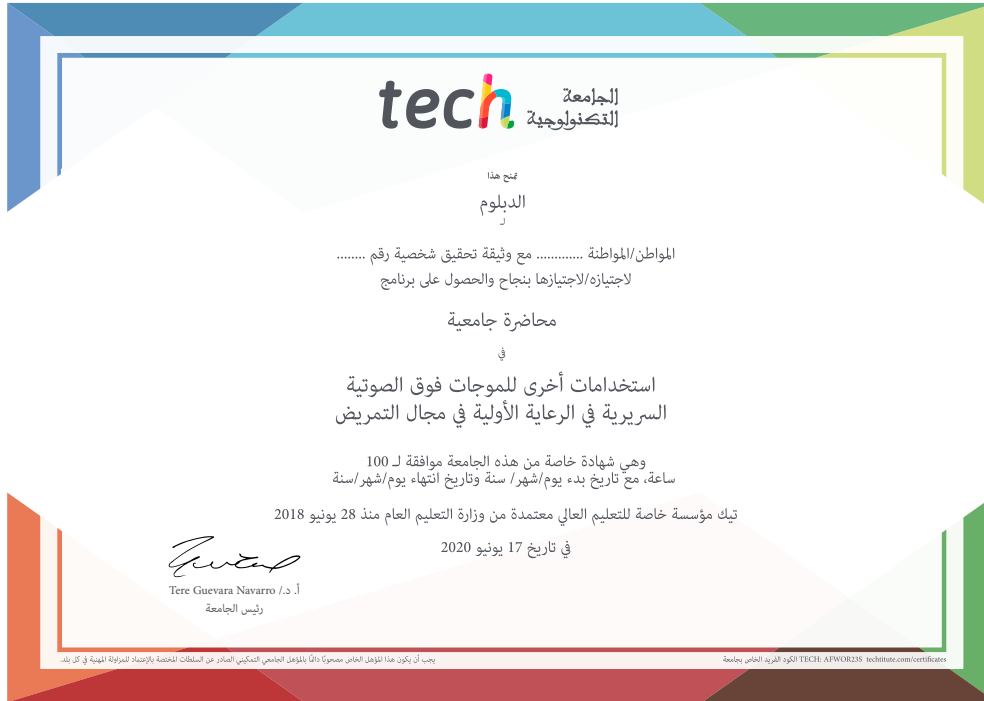 tech الجامعة
التكنولوجية
يمنح هذا
الدبلوم
لـ
المواطن/المواطنة ............. مع وثيقة تحقيق شخصية رقم ........
لاجتيازه/لاجتيازها بنجاح والحصول على برنامج
محاضرة جامعية
في
استخدامات أخرى للموجات فوق الصوتية
السريرية في الرعاية الأولية في مجال التمريض
وهي شهادة خاصة من هذه الجامعة موافقة لـ 100
ساعة، مع تاريخ بدء يوم/شهر/ سنة وتاريخ انتهاء يوم/شهر/سنة
تيك مؤسسة خاصة للتعليم العالي معتمدة من وزارة التعليم العام منذ 28 يونيو 2018
في تاريخ 17 يونيو 2020
أ. د./ Tere Guevara Navarro
رئيس الجامعة
يجب أن يكون هذا المؤهل الخاص مصحوبًا دائمًا بالمؤهل الجامعي التمكيني الصادر عن السلطات المختصة بالإعتماد للمزاولة المهنية في كل بلد.
الكود الفريد الخاص بجامعة TECH: AFWOR23S techtitute.com/certificates